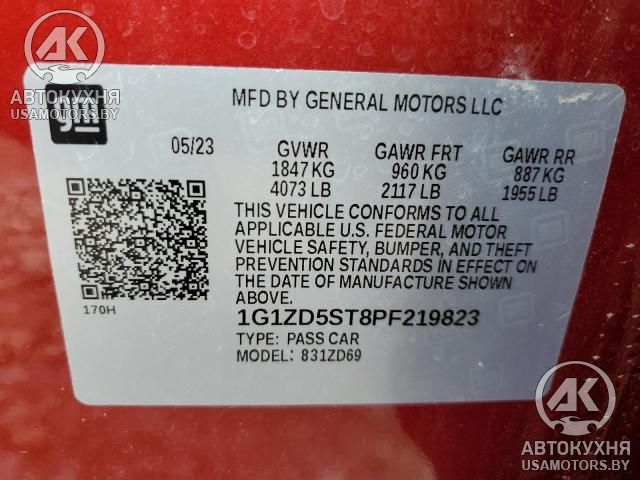 AK
АВТОКУХНЯ
USAMOTORS.BY
gm
MFD BY GENERAL MOTORS LLC
05/23 GVWR GAWR FRT GAWR RR
1847 KG 960 KG 887 KG
4073 LB 2117 LB 1955 LB
THIS VEHICLE CONFORMS TO ALL
APPLICABLE U.S. FEDERAL MOTOR
VEHICLE SAFETY, BUMPER, AND THEFT
PREVENTION STANDARDS IN EFFECT ON
THE DATE OF MANUFACTURE SHOWN
ABOVE.
170H
1G1ZD5ST8PF219823
TYPE: PASS CAR
MODEL: 831ZD69
AK
АВТОКУХНЯ
USAMOTORS.BY